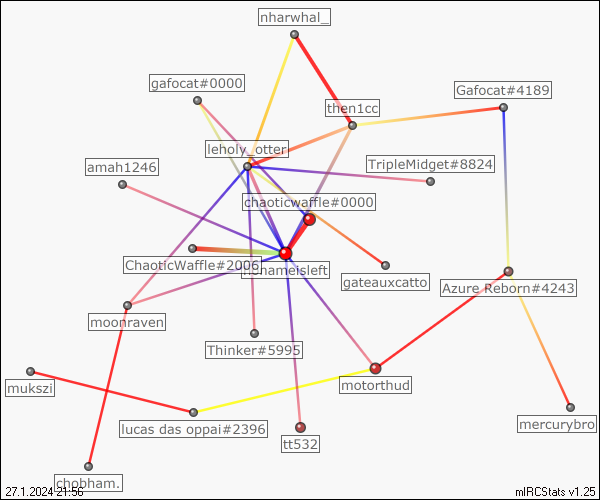 nharwhal_
gafocat#0000
Gafocat#4189
then1cc
leholy_otter
amah1246
TripleMidget#8824
chaoticwaffle#0000
ChaoticWaffle#2006
gateauxcatto
Azure Reborn#4243
moonraven
Thinker#5995
motorthud
mukszi
lucas das oppai#2396
mercurybro
tt532
chobham.
27.1.2024 21:56
mIRCStats v1.25